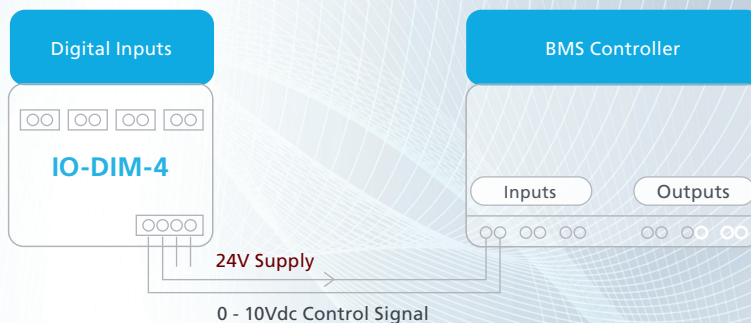 Digital Inputs
BMS Controller
IO-DIM-4
Inputs
Outputs
24V Supply
0 - 10Vdc Control Signal